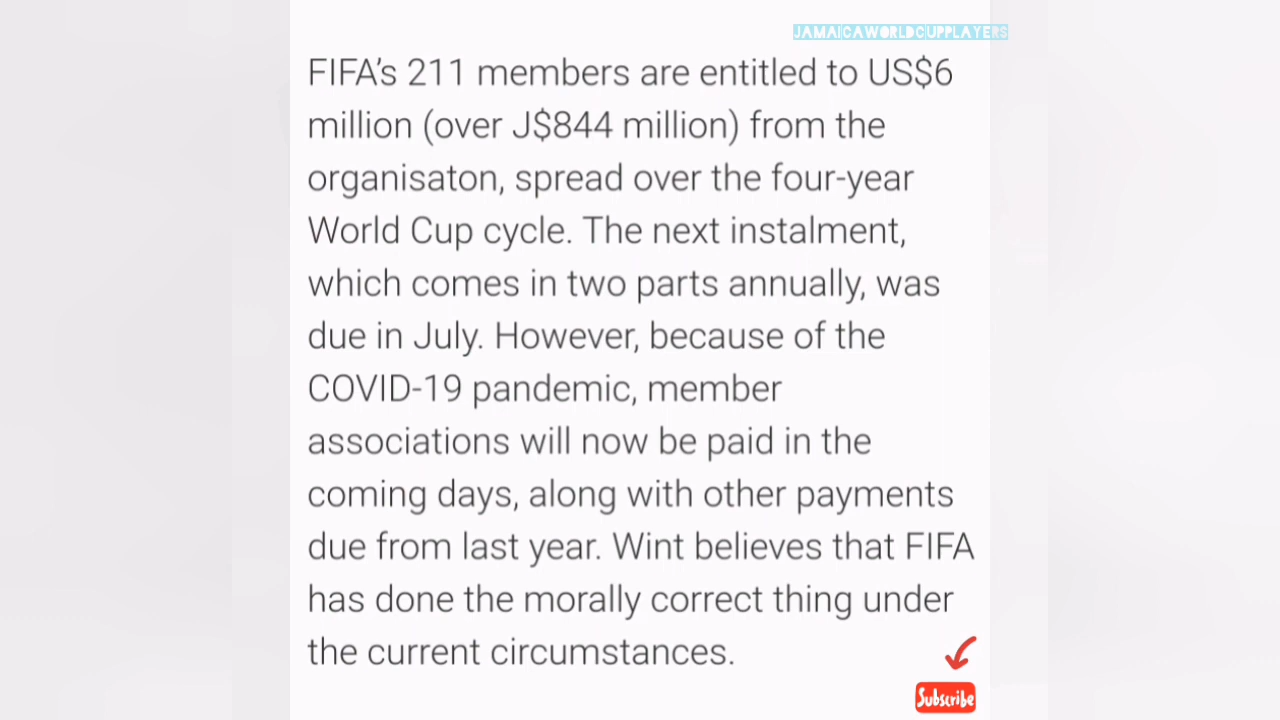 JAMAICAWORLDCUPPLAYERS
FIFA's 211 members are entitled to US$6
million (over J$844 million) from the
organisaton, spread over the four-year
World Cup cycle. The next instalment,
which comes in two parts annually, was
due in July. However, because of the
COVID-19 pandemic, member
associations will now be paid in the
coming days, along with other payments
due from last year. Wint believes that FIFA
has done the morally correct thing under
the current circumstances.
Subscribe